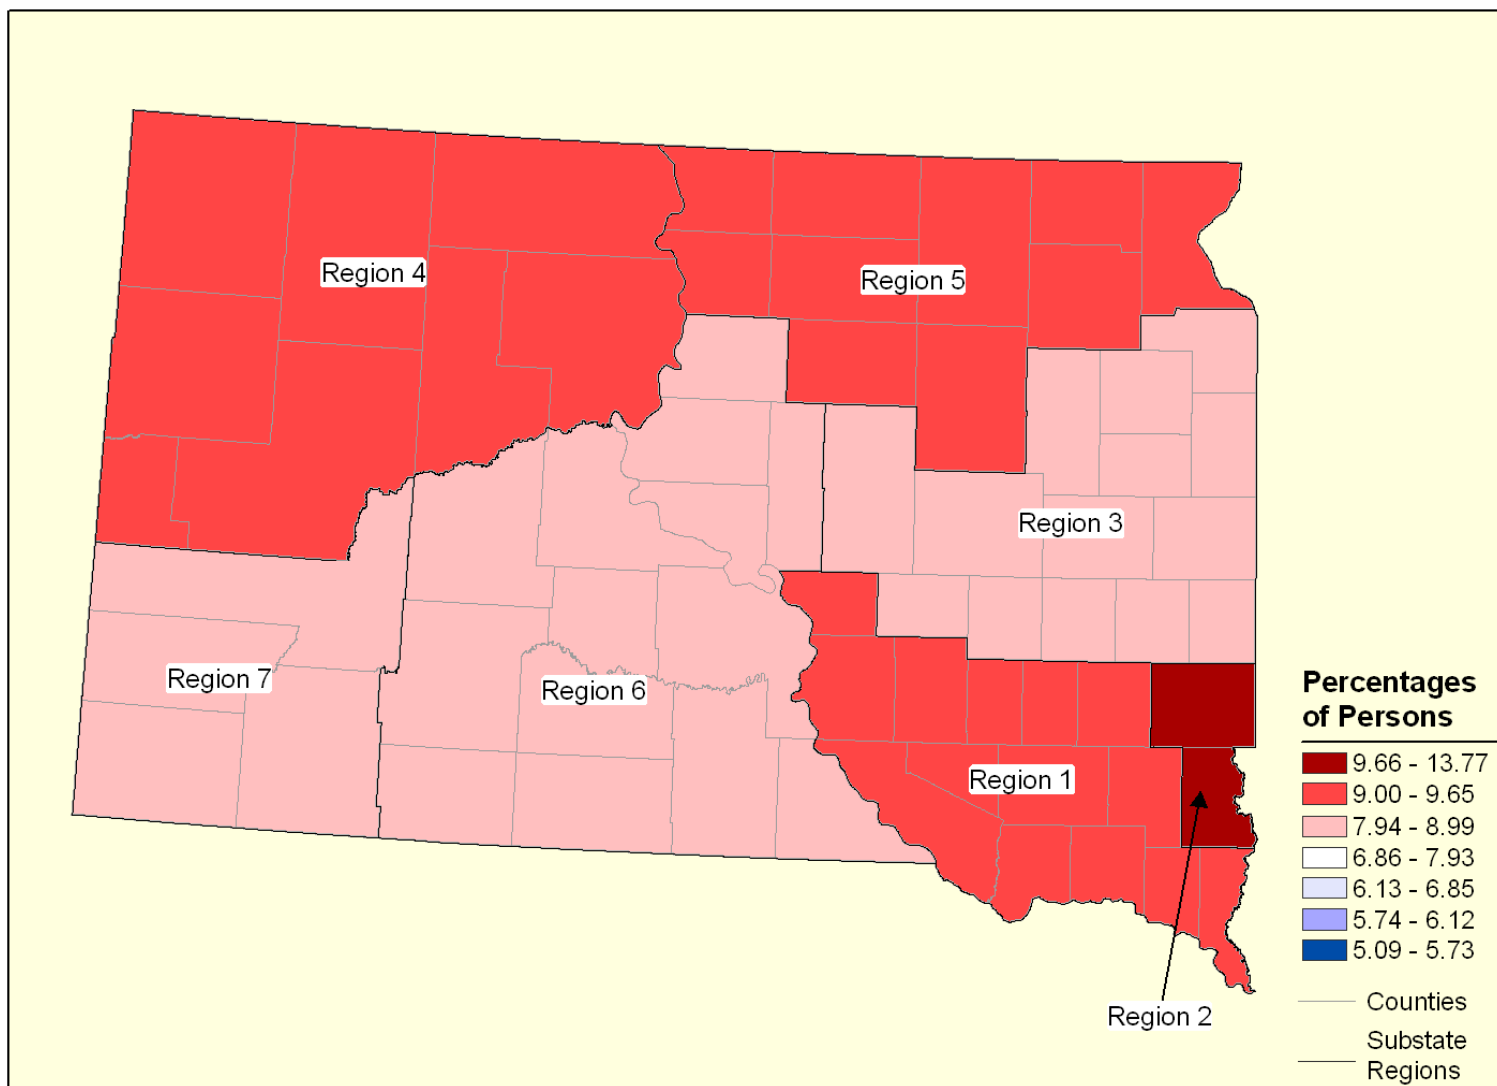 Region 4
Region 5
Region 3
Region 7
Region 6
Region 1
Region 2
Percentages
of Persons
9.66 - 13.77
9.00 - 9.65
7.94 - 8.99
6.86 - 7.93
6.13 - 6.85
5.74 - 6.12
5.09 - 5.73
Counties
Substate
Regions